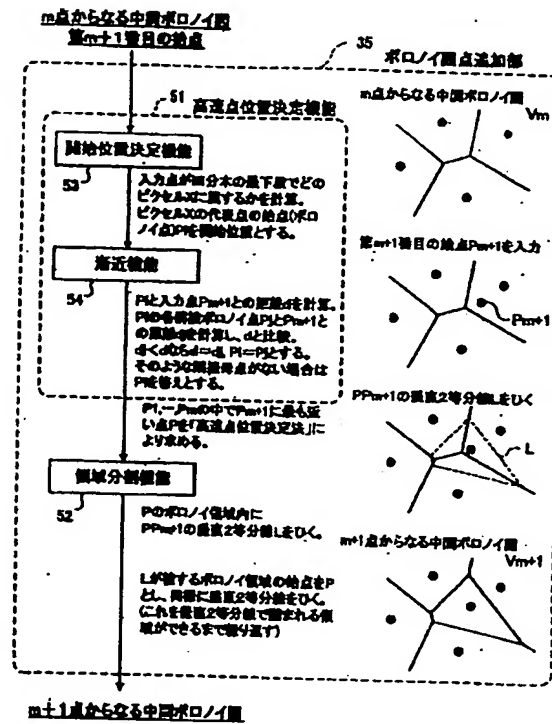 m点からなる中間ボロノイ図
第m+1番目の給点
35
ボロノイ図点追加部
51
高速点位置決定機能
m点からなる中間ボロノイ図
Vm
開始位置決定機能
53
入力点が四分木の最下段でどの
ピクセルXに属するかを計算。
ピクセルXの代表点の給点(ボロ
ノイ点)Piを開始位置とする。
第m+1番目の給点Pm+1を入力
Pm+1
漸近機能
54
Piと入力点Pm+1との距離dを計算。
Piの各隣接ボロノイ点PjとPm+1と
の距離djを計算し、dと比較。
dj<dならd=dj, Pi=Pjとする。
そのような隣接母点がない場合は
Piを答えとする。
P1,…,Pmの中でPm+1に最も近
い点Pを「高速点位置決定法」に
より求める。
PPm+1の垂直2等分線Lをひく
L
領域分割機能
52
Pのボロノイ領域内に
PPm+1の垂直2等分線Lをひく。
m+1点からなる中間ボロノイ図
Vm+1
Lが接するボロノイ領域の給点をP
とし、同様に垂直2等分線をひく。
(これを垂直2等分線で囲まれる領
域ができるまで繰り返す)
m+1点からなる中間ボロノイ図